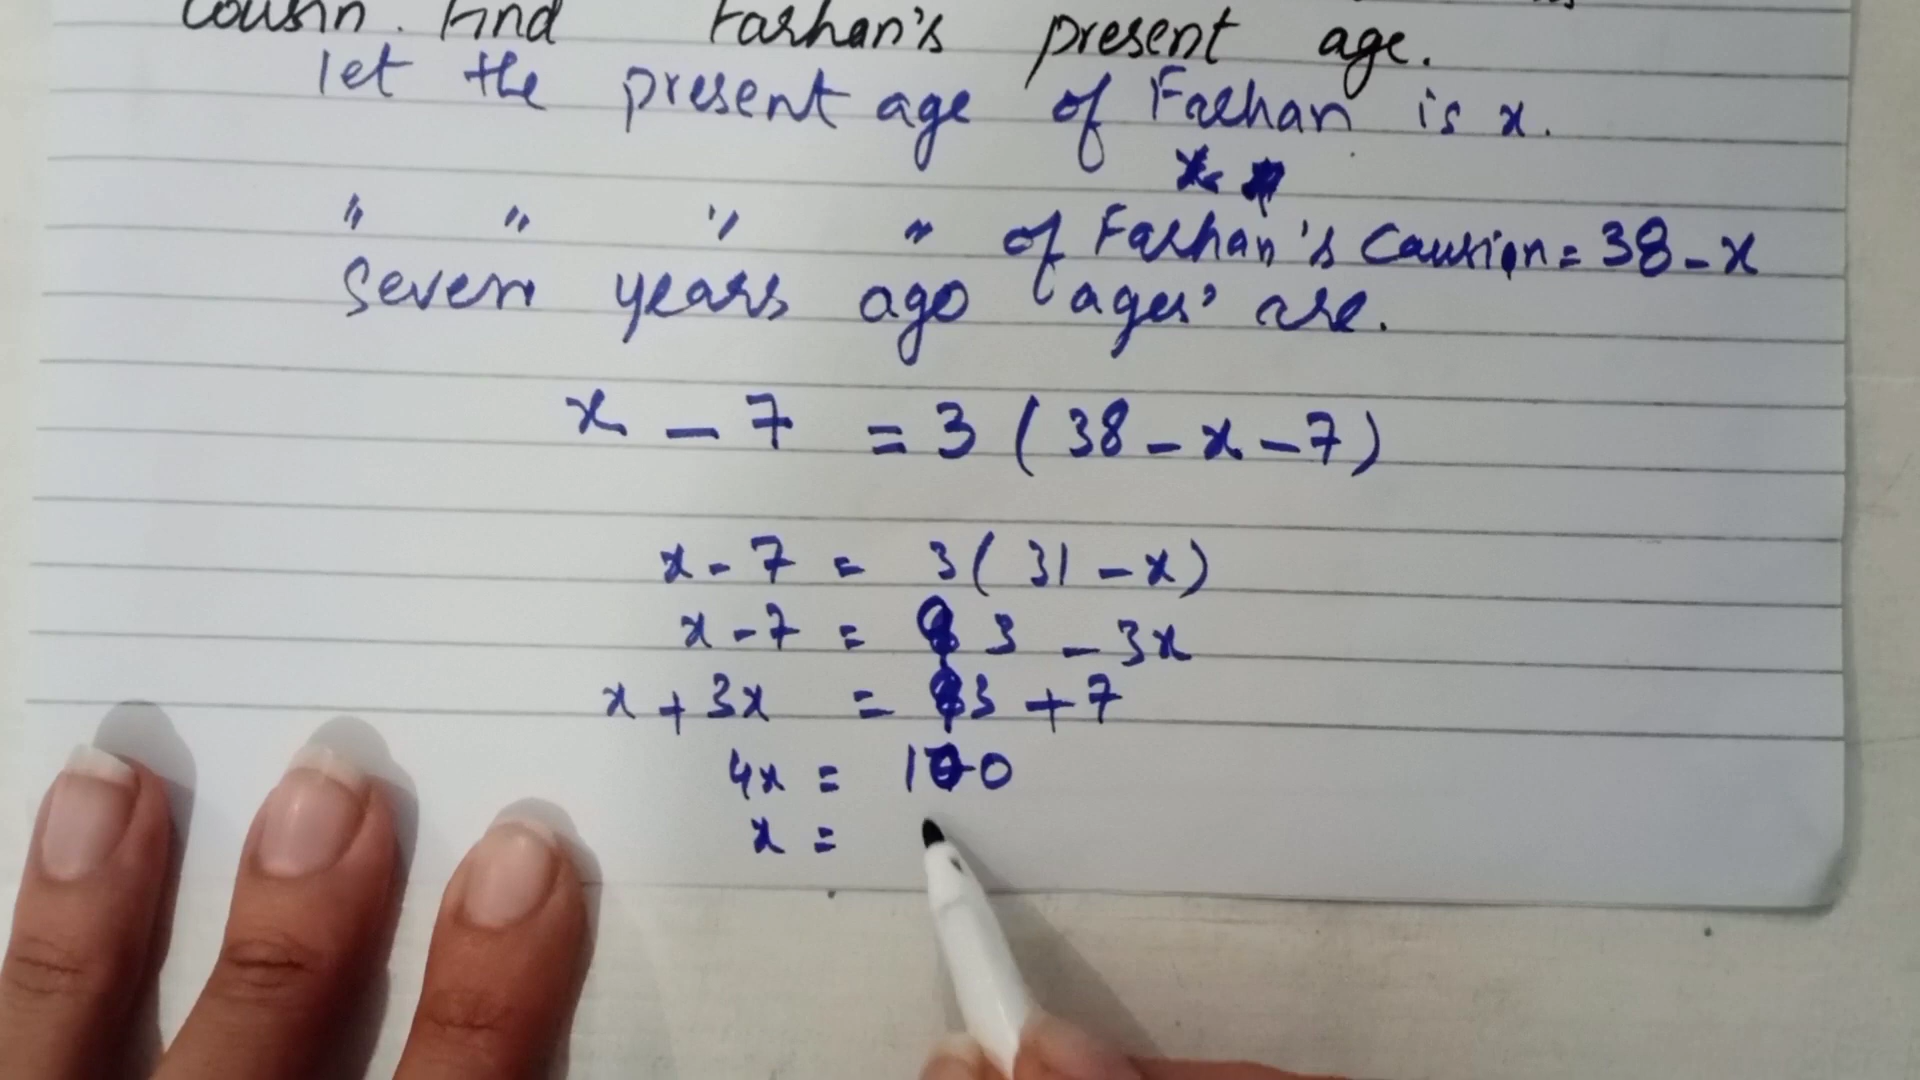 cousin. Find Farhan's present age.
let the present age of Farhan is x.
x
" " " " of Farhan's Causion = 38 - x
Seven years ago 'ages' are.
x - 7 = 3 ( 38 - x - 7 )
x - 7 = 3 ( 31 - x )
x - 7 = 93 - 3x
x + 3x = 93 + 7
4x = 100
x =